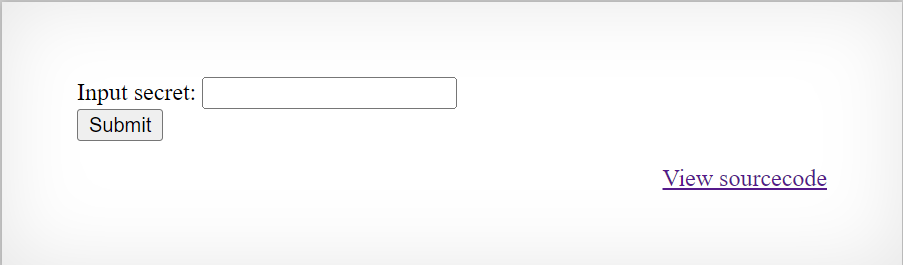 Input secret:
Submit
View sourcecode